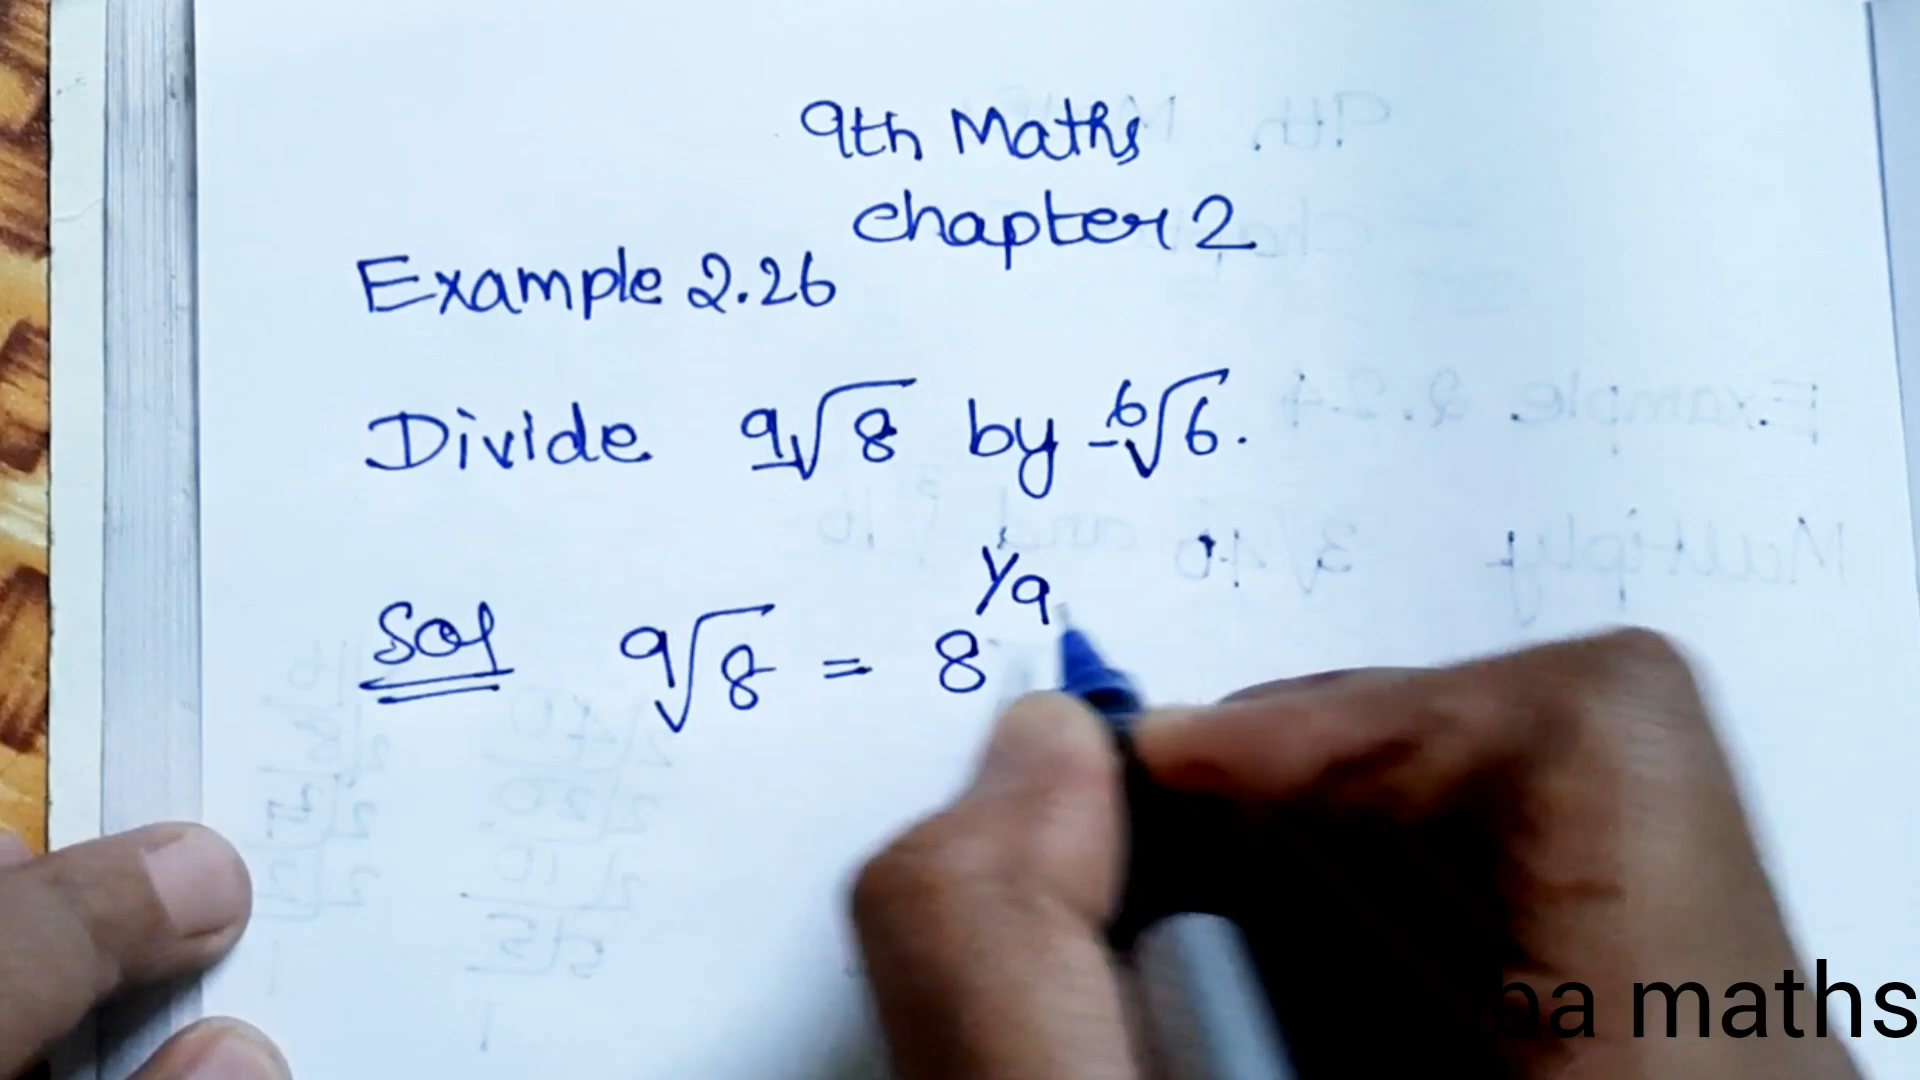 9th Maths
Chapter 2
Example 2.26
Divide ⁹√8 by ⁶√6.
Sol ⁹√8 = 8^1/9
maths